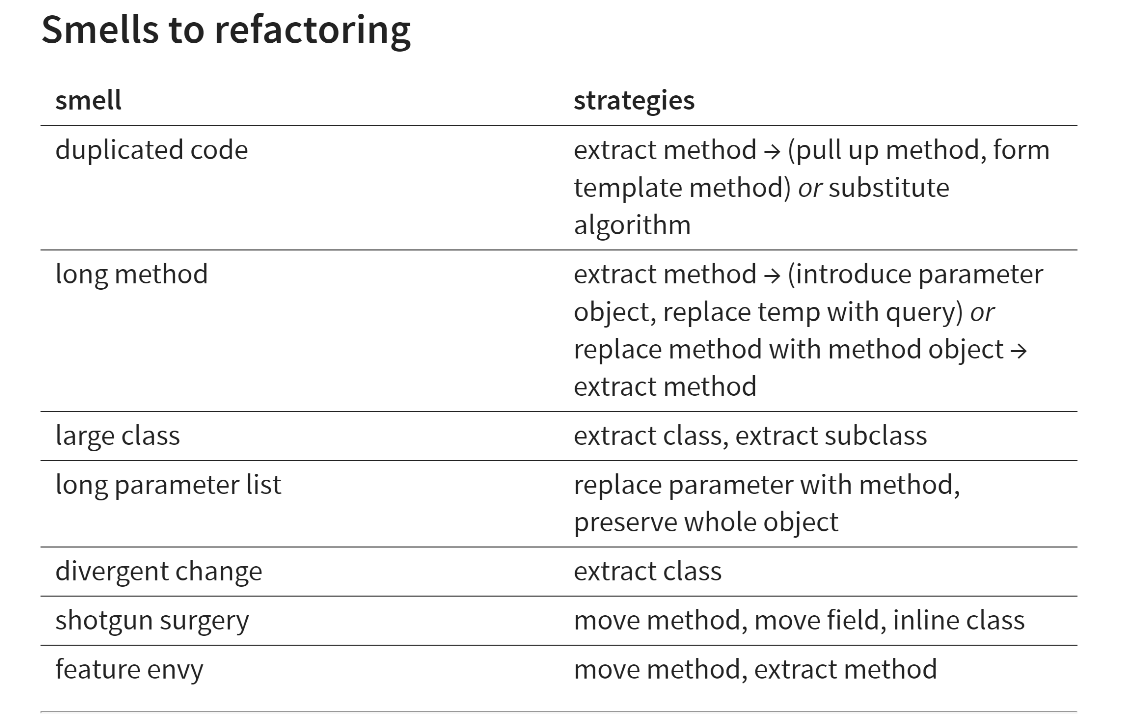 Smells to refactoring
smell strategies
duplicated code extract method → (pull up method, form
template method) or substitute
algorithm
long method extract method → (introduce parameter
object, replace temp with query) or
replace method with method object →
extract method
large class extract class, extract subclass
long parameter list replace parameter with method,
preserve whole object
divergent change extract class
shotgun surgery move method, move field, inline class
feature envy move method, extract method